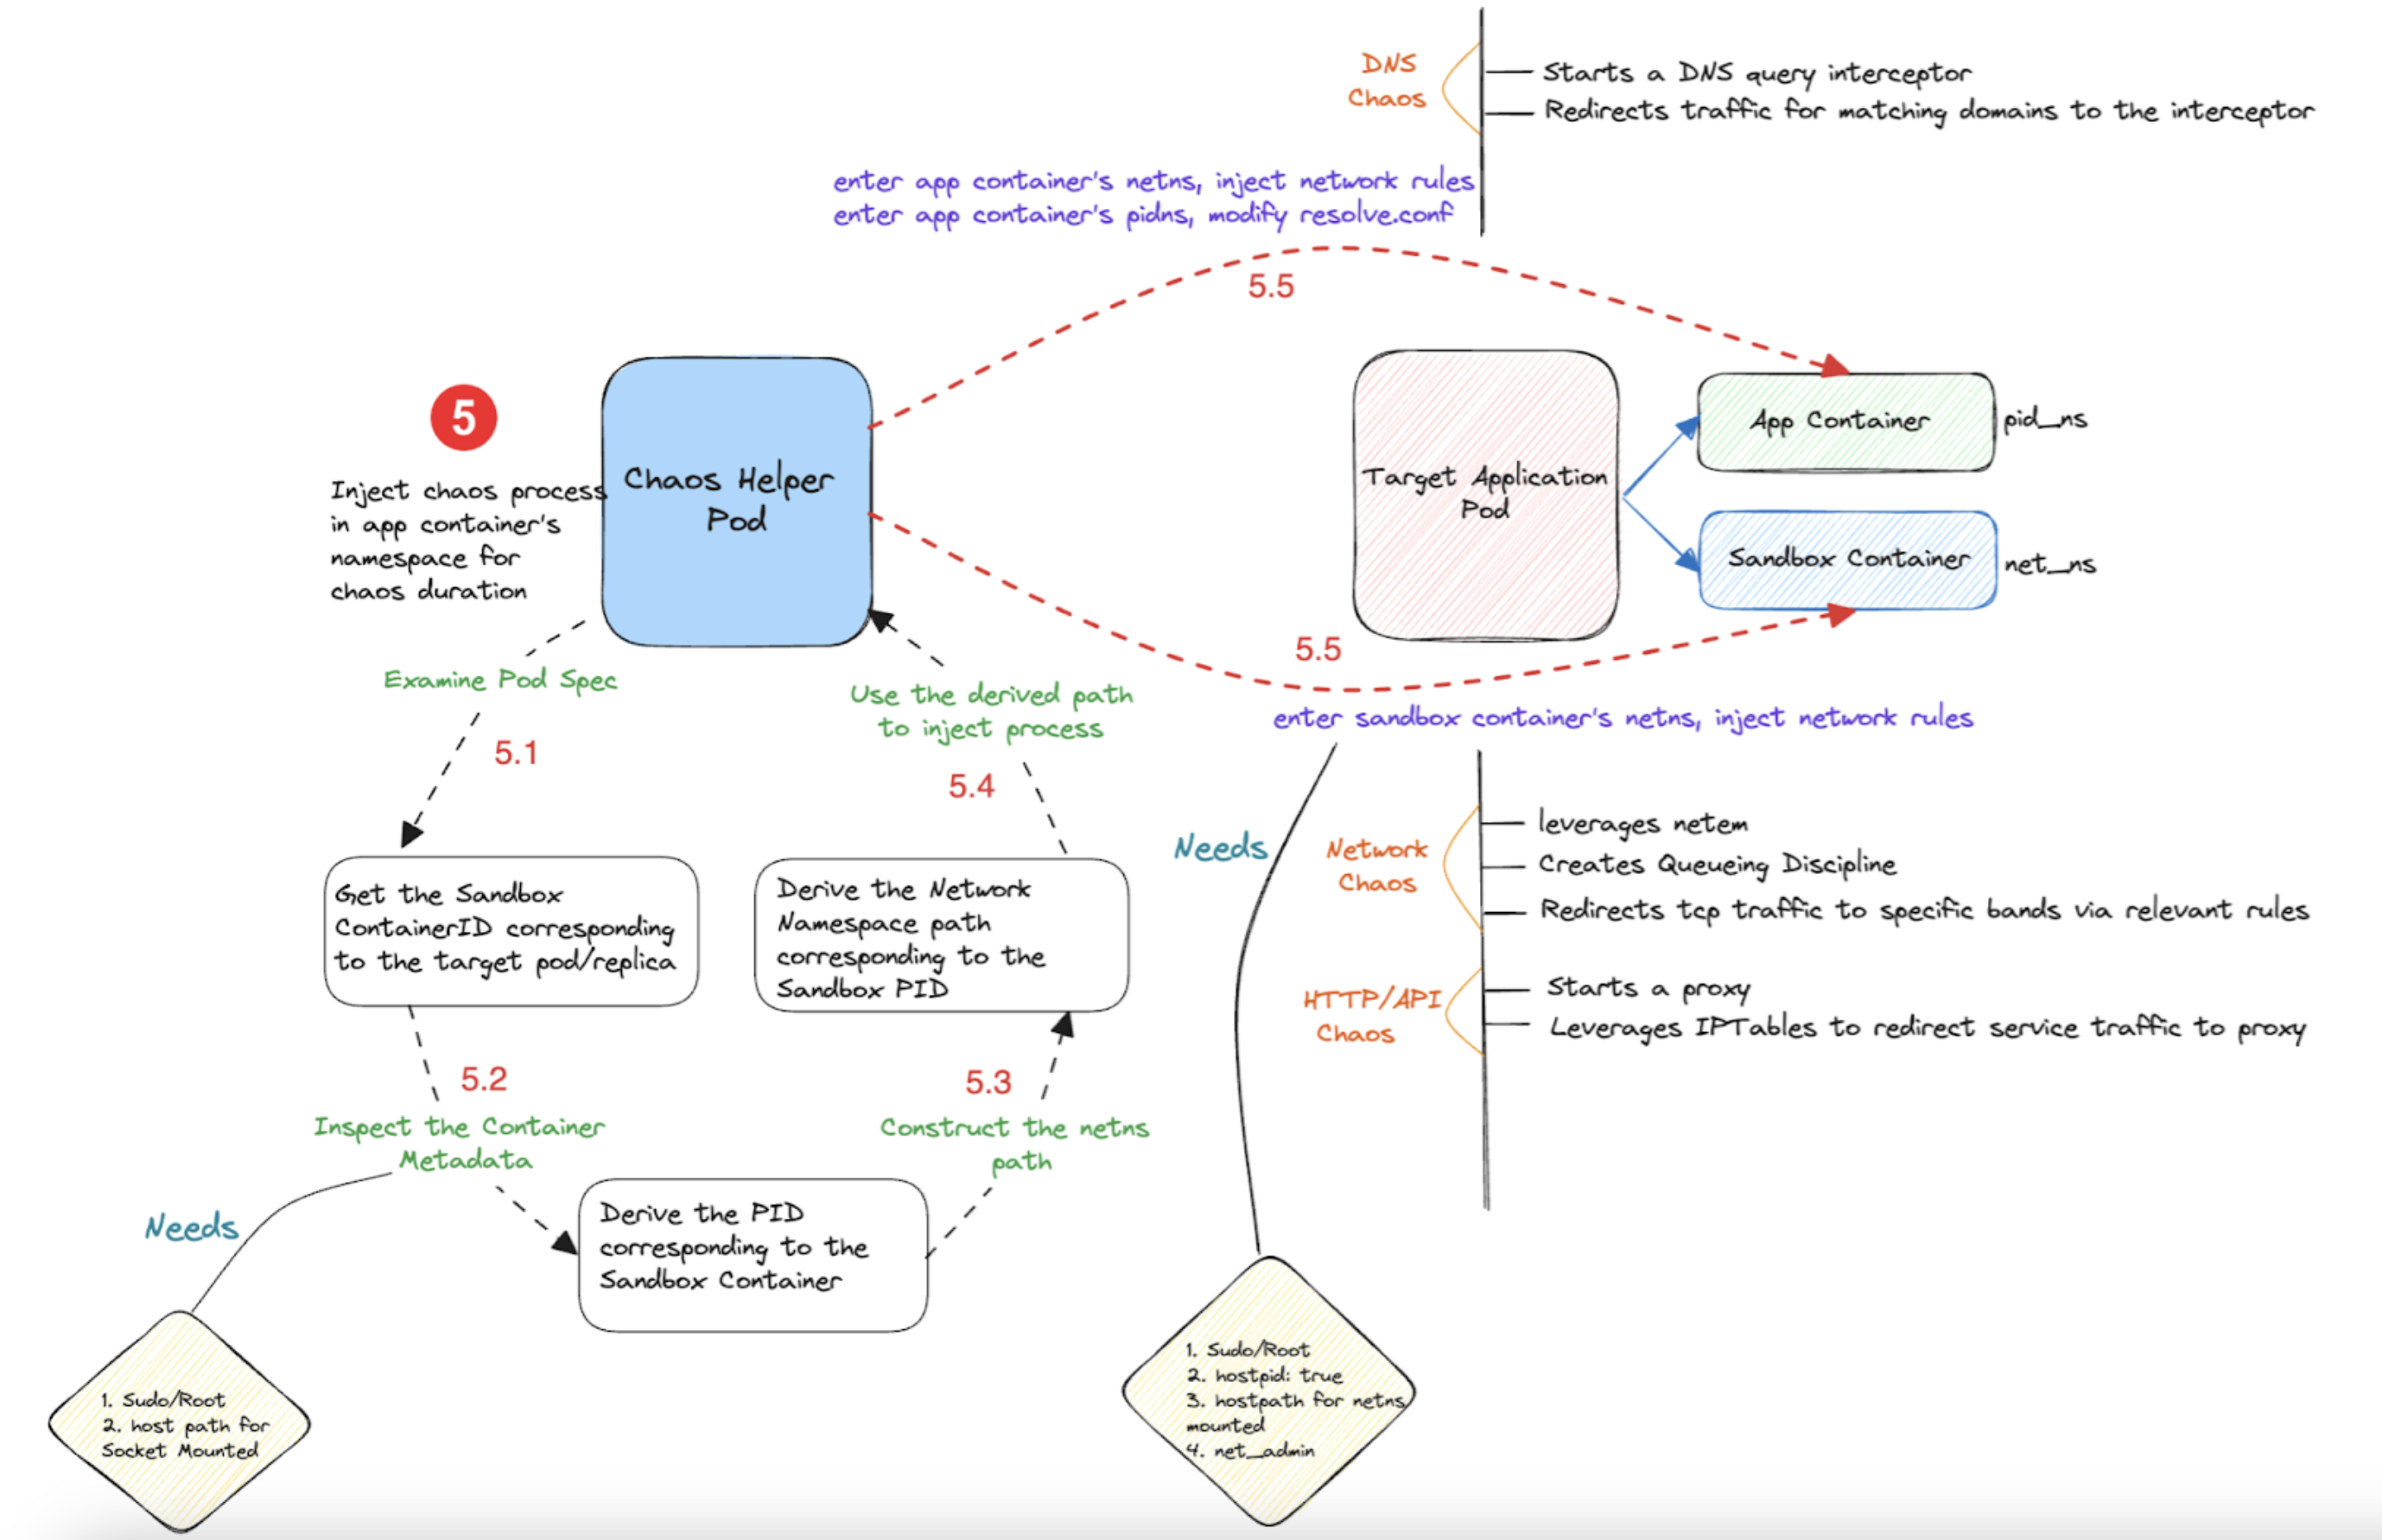 DNS
Chaos
Starts a DNS query interceptor
Redirects traffic for matching domains to the interceptor
enter app container's netns, inject network rules
enter app container's pidns, modify resolve.conf
5.5
5
Inject chaos process
in app container's
namespace for
chaos duration
Chaos Helper
Pod
Target Application
Pod
App Container
pid_ns
Sandbox Container
net_ns
5.5
enter sandbox container's netns, inject network rules
Examine Pod Spec
5.1
Use the derived path
to inject process
5.4
Get the Sandbox
ContainerID corresponding
to the target pod/replica
Derive the Network
Namespace path
corresponding to the
Sandbox PID
Needs
Network
Chaos
leverages netem
Creates Queueing Discipline
Redirects tcp traffic to specific bands via relevant rules
HTTP/API
Chaos
Starts a proxy
Leverages IPTables to redirect service traffic to proxy
5.2
Inspect the Container
Metadata
5.3
Construct the netns
path
Needs
Derive the PID
corresponding to the
Sandbox Container
1. Sudo/Root
2. host path for
Socket Mounted
1. Sudo/Root
2. hostpid: true
3. hostpath for netns
mounted
4. net_admin